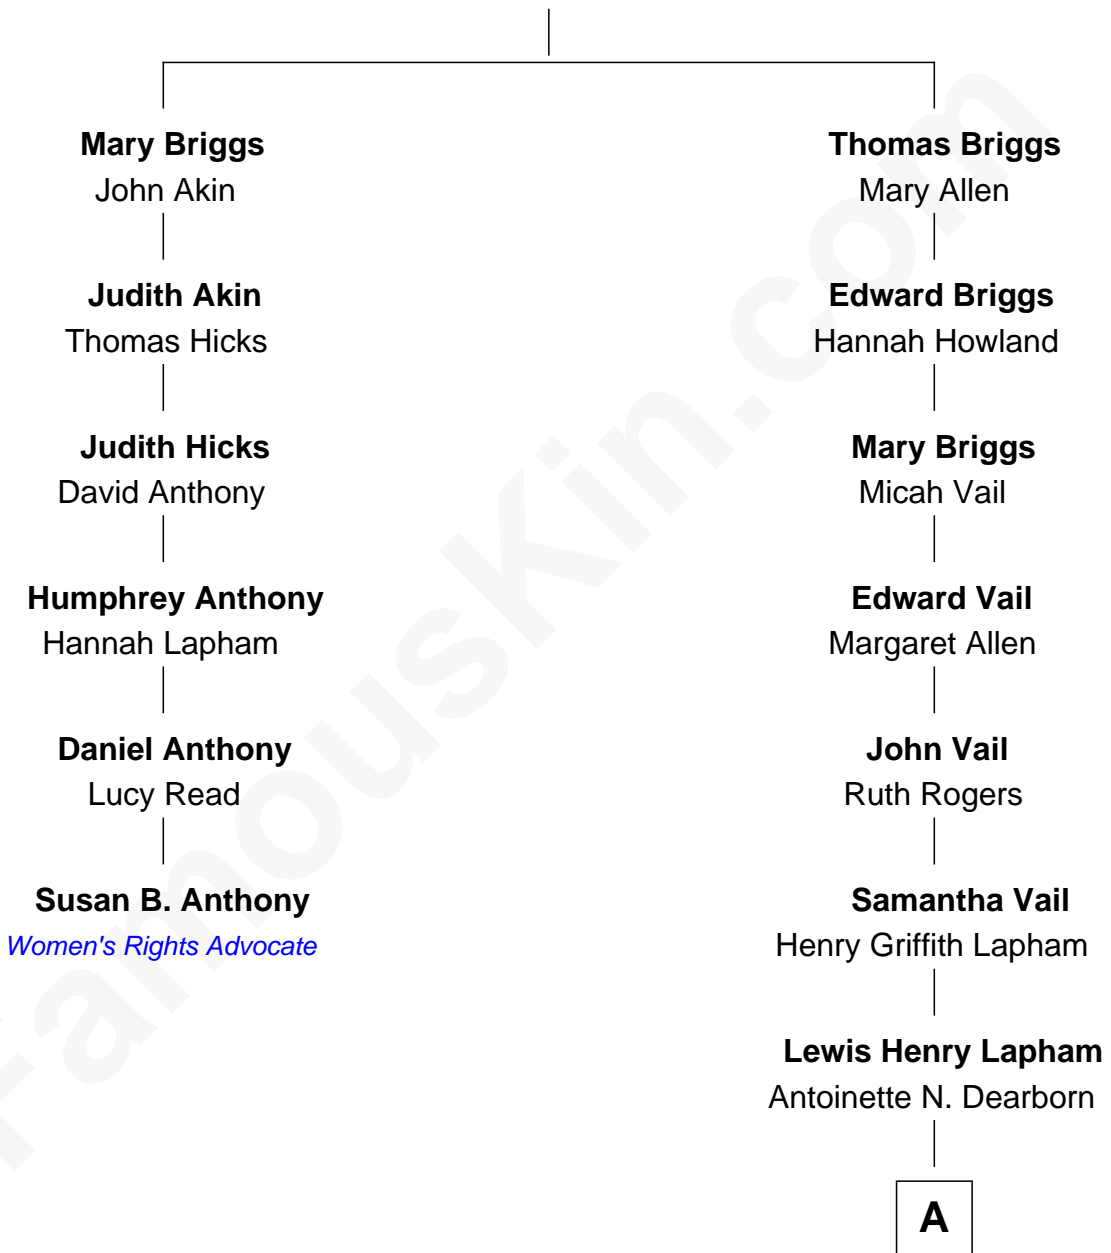 Mary Briggs
John Akin
Judith Akin
Thomas Hicks
Judith Hicks
David Anthony
Humphrey Anthony
Hannah Lapham
Daniel Anthony
Lucy Read
Susan B. Anthony
Women's Rights Advocate
Thomas Briggs
Mary Allen
Edward Briggs
Hannah Howland
Mary Briggs
Micah Vail
Edward Vail
Margaret Allen
John Vail
Ruth Rogers
Samantha Vail
Henry Griffith Lapham
Lewis Henry Lapham
Antoinette N. Dearborn
A
FamousKin.com